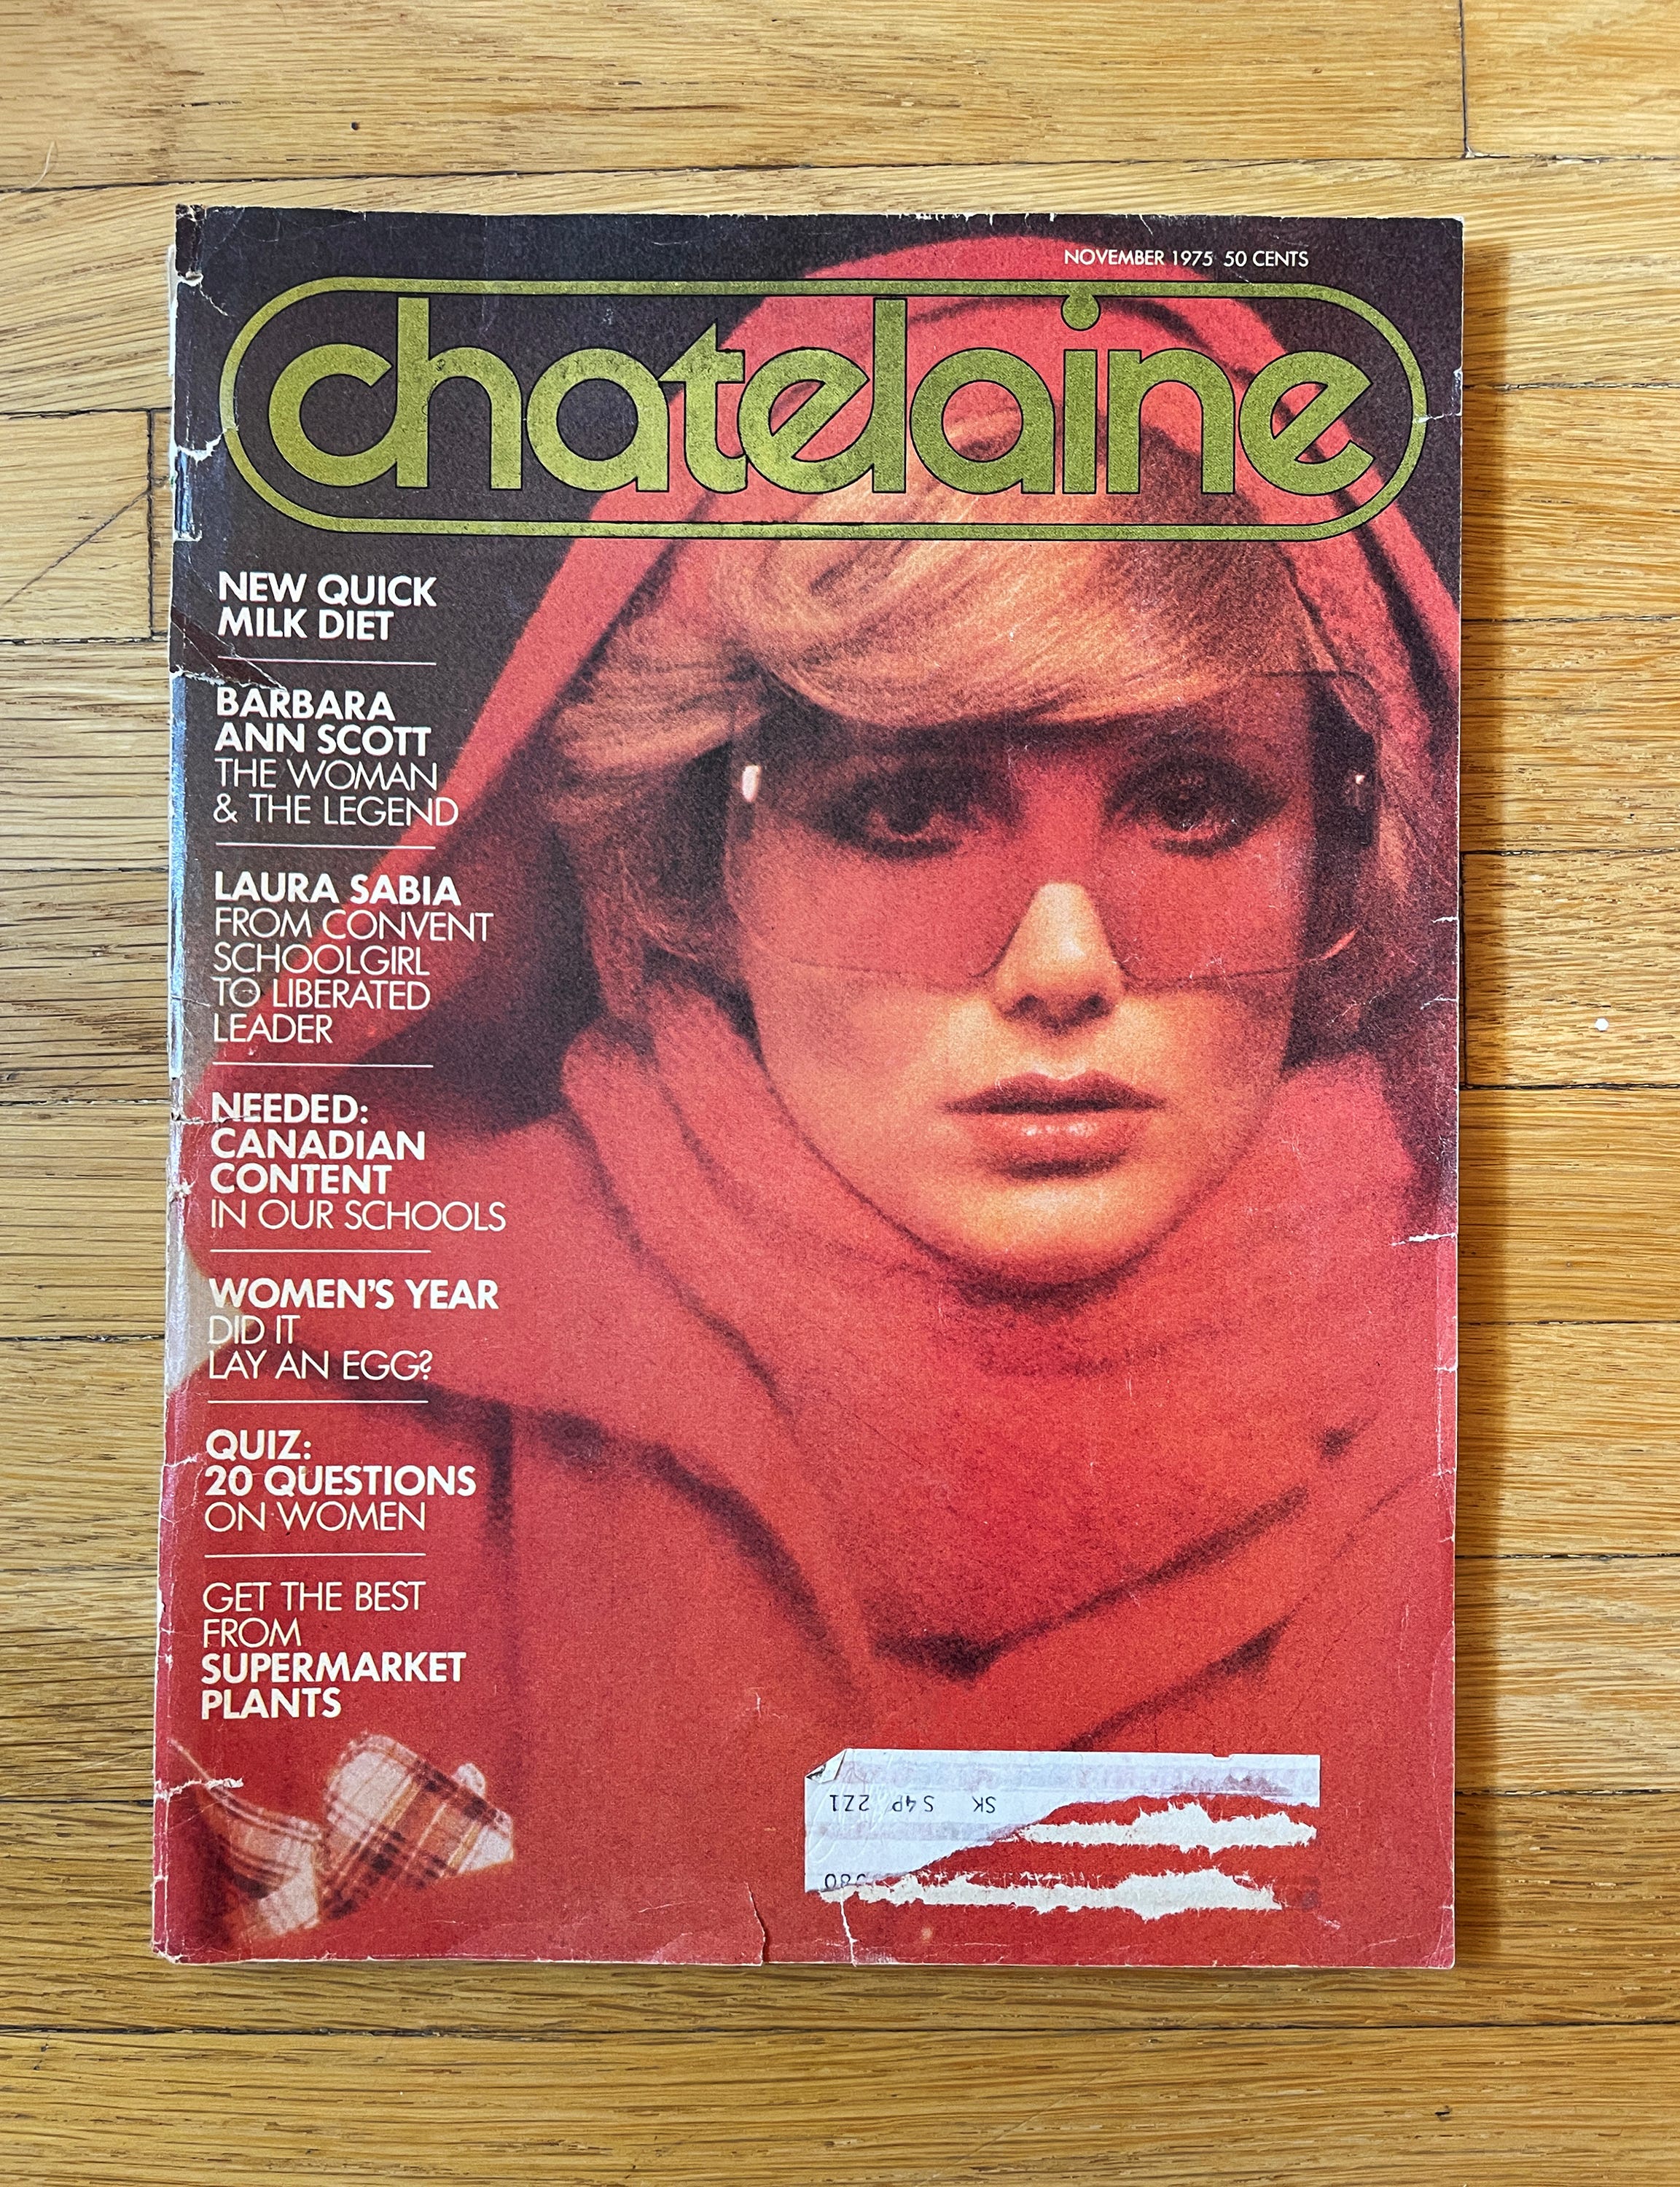 NOVEMBER 1975 50 CENTS
chatelaine
NEW QUICK
MILK DIET
BARBARA
ANN SCOTT
THE WOMAN
& THE LEGEND
LAURA SABIA
FROM CONVENT
SCHOOLGIRL
TO LIBERATED
LEADER
NEEDED:
CANADIAN
CONTENT
IN OUR SCHOOLS
WOMEN'S YEAR
DID IT
LAY AN EGG?
QUIZ:
20 QUESTIONS
ON WOMEN
GET THE BEST
FROM
SUPERMARKET
PLANTS
SK S4P 2Z1